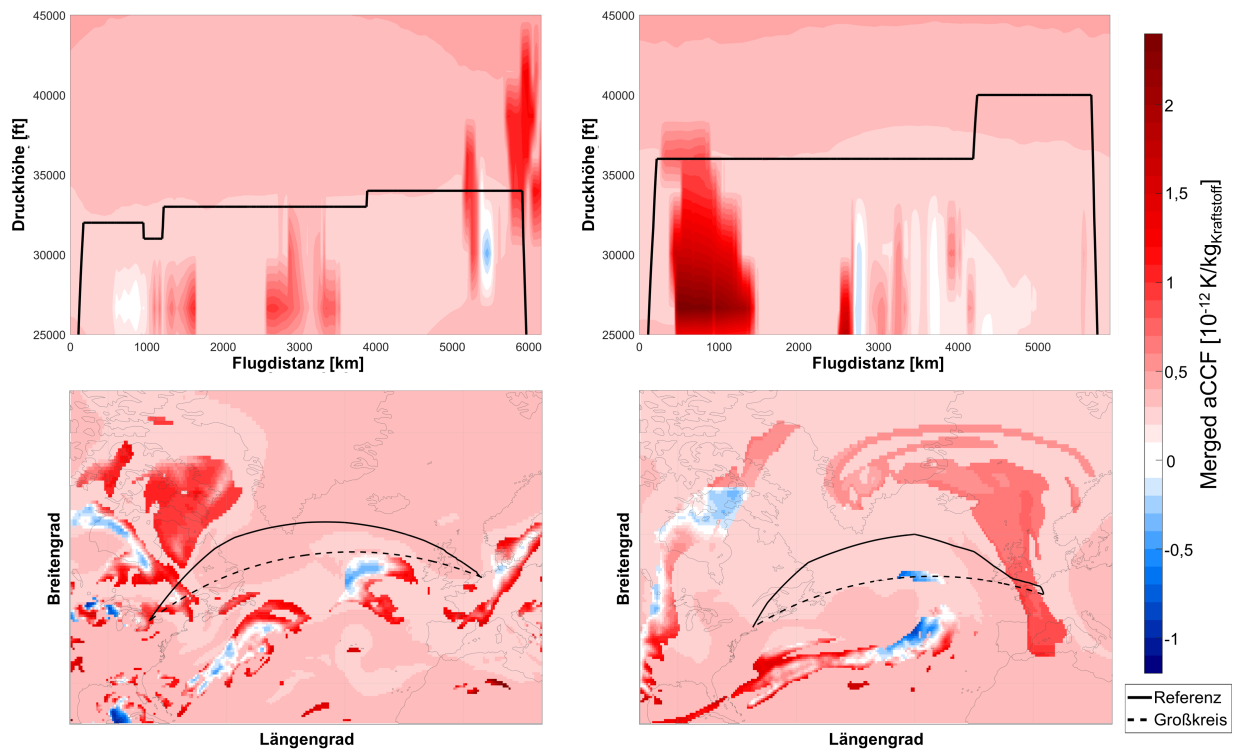 45000
40000
35000
30000
25000
Druckhöhe [ft]
0 1000 2000 3000 4000 5000 6000
Flugdistanz [km]
45000
40000
35000
30000
25000
Druckhöhe [ft]
0 1000 2000 3000 4000 5000
Flugdistanz [km]
2
1,5
1
0,5
0
-0,5
-1
Merged aCCF [10-12 K/kgKraftstoff]
Breitengrad
Längengrad
Breitengrad
Längengrad
Referenz
Großkreis